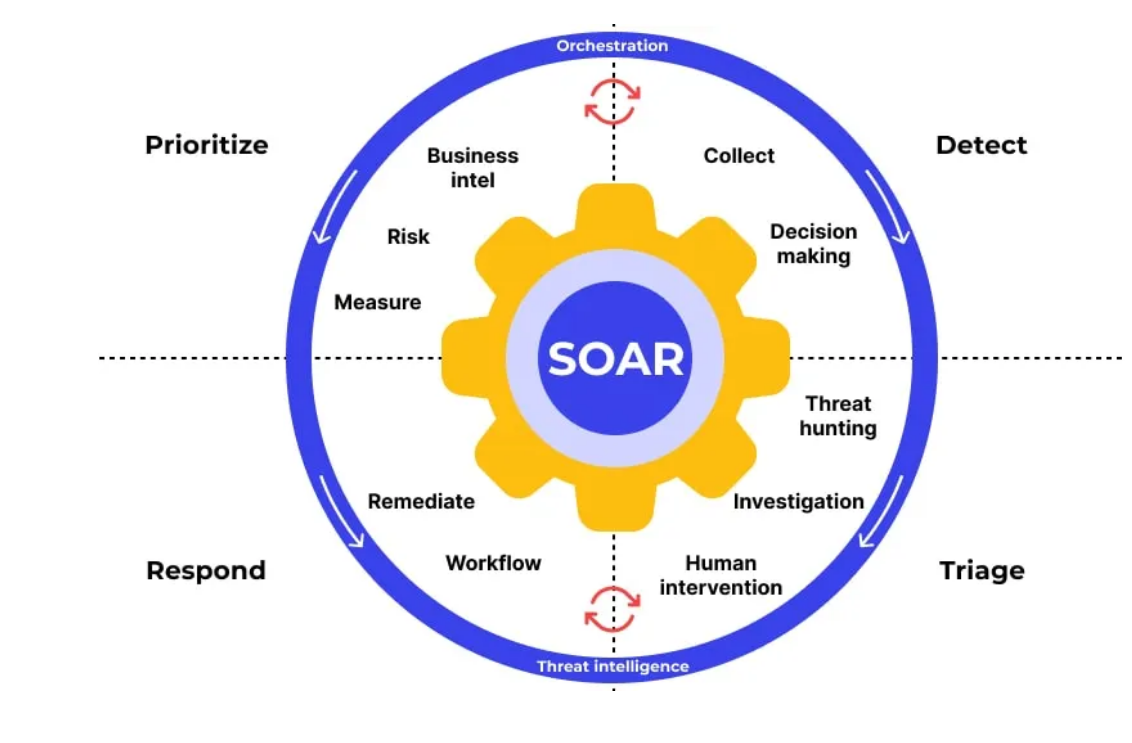 Orchestration
Prioritize
Detect
Business
intel
Collect
Risk
Decision
making
Measure
SOAR
Threat
hunting
Remediate
Investigation
Workflow
Human
intervention
Respond
Triage
Threat intelligence